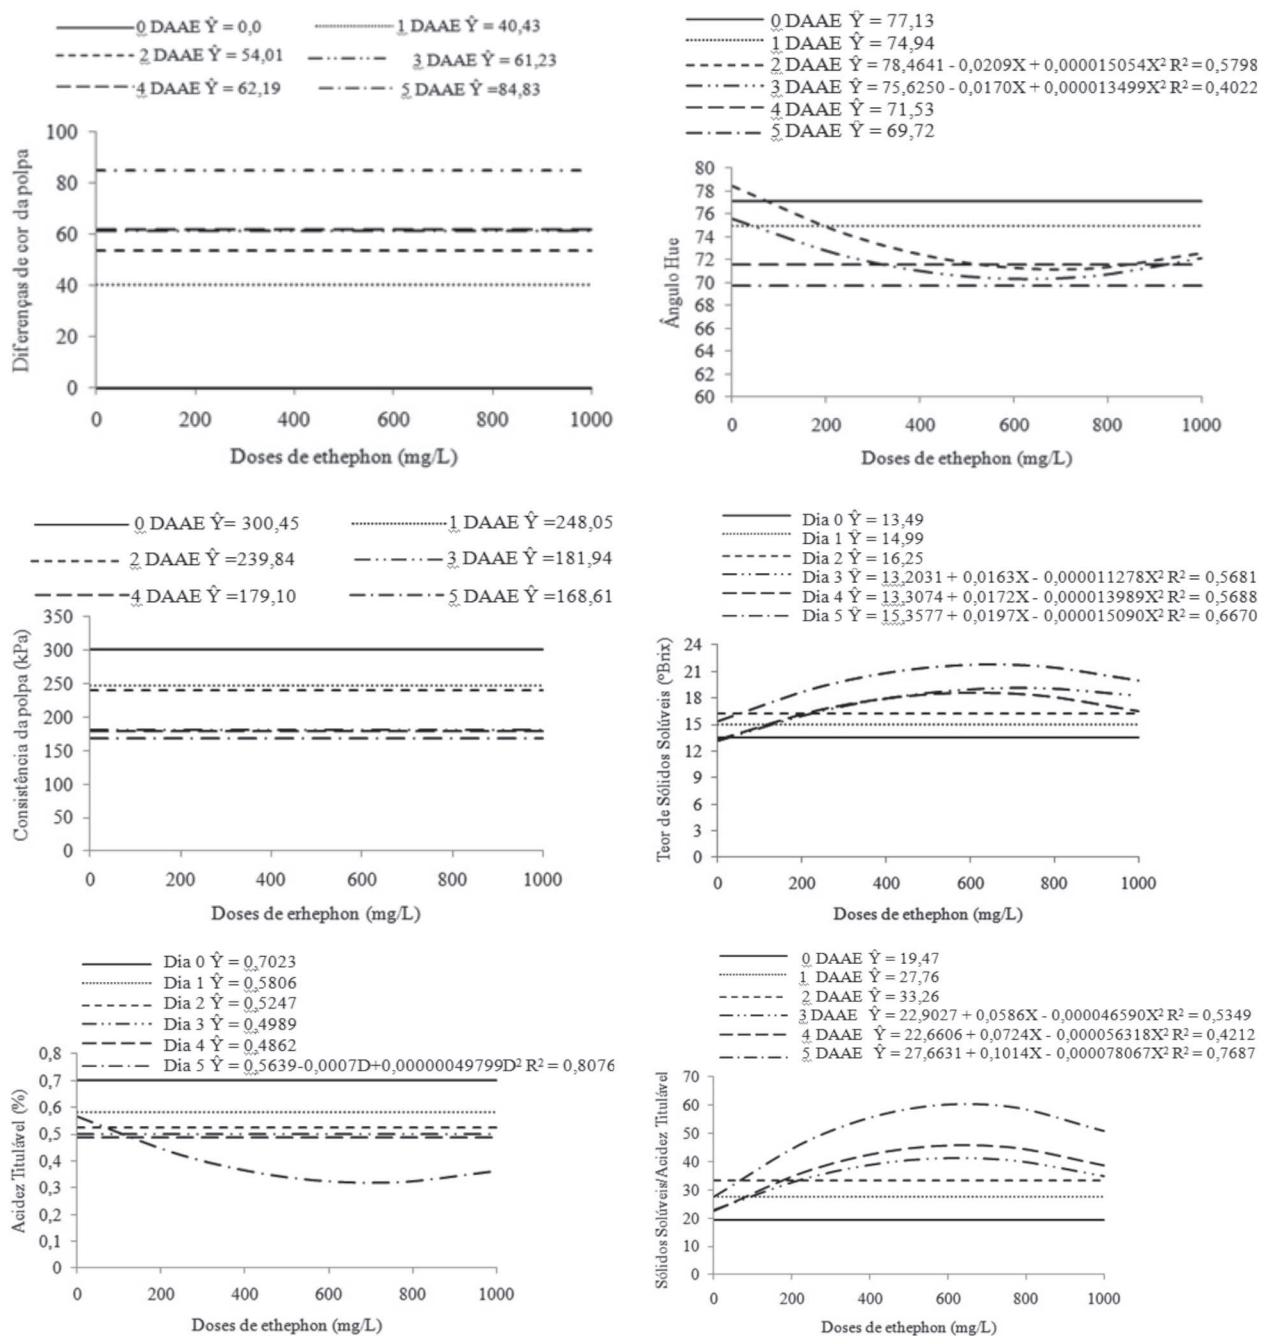 0 DAAE Ŷ = 0,0
1 DAAE Ŷ = 40,43
2 DAAE Ŷ = 54,01
3 DAAE Ŷ = 61,23
4 DAAE Ŷ = 62,19
5 DAAE Ŷ =84,83
Diferenças de cor da polpa
100
80
60
40
20
0
0 200 400 600 800 1000
Doses de ethephon (mg/L)
0 DAAE Ŷ = 77,13
1 DAAE Ŷ = 74,94
2 DAAE Ŷ = 78,4641 - 0,0209X + 0,000015054X² R² = 0,5798
3 DAAE Ŷ = 75,6250 - 0,0170X + 0,000013499X² R² = 0,4022
4 DAAE Ŷ = 71,53
5 DAAE Ŷ = 69,72
Ângulo Hue
80
78
76
74
72
70
68
66
64
62
60
0 200 400 600 800 1000
Doses de ethephon (mg/L)
0 DAAE Ŷ= 300,45
1 DAAE Ŷ =248,05
2 DAAE Ŷ =239,84
3 DAAE Ŷ =181,94
4 DAAE Ŷ =179,10
5 DAAE Ŷ =168,61
Consistência da polpa (kPa)
350
300
250
200
150
100
50
0
0 200 400 600 800 1000
Doses de erhephon (mg/L)
Dia 0 Ŷ = 13,49
Dia 1 Ŷ = 14,99
Dia 2 Ŷ = 16,25
Dia 3 Ŷ = 13,2031 + 0,0163X - 0,000011278X² R² = 0,5681
Dia 4 Ŷ = 13,3074 + 0,0172X - 0,000013989X² R² = 0,5688
Dia 5 Ŷ = 15,3577 + 0,0197X - 0,000015090X² R² = 0,6670
Teor de Sólidos Solúveis (ºBrix)
24
21
18
15
12
9
6
3
0
0 200 400 600 800 1000
Doses de ethephon (mg/L)
Dia 0 Ŷ = 0,7023
Dia 1 Ŷ = 0,5806
Dia 2 Ŷ = 0,5247
Dia 3 Ŷ = 0,4989
Dia 4 Ŷ = 0,4862
Dia 5 Ŷ = 0,5639-0,0007D+0,00000049799D² R² = 0,8076
Acidez Titulável (%)
0,8
0,7
0,6
0,5
0,4
0,3
0,2
0,1
0
0 200 400 600 800 1000
Doses de ethephon (mg/L)
0 DAAE Ŷ = 19,47
1 DAAE Ŷ = 27,76
2 DAAE Ŷ = 33,26
3 DAAE Ŷ = 22,9027 + 0,0586X - 0,000046590X² R² = 0,5349
4 DAAE Ŷ = 22,6606 + 0,0724X - 0,000056318X² R² = 0,4212
5 DAAE Ŷ = 27,6631 + 0,1014X - 0,000078067X² R² = 0,7687
Sólidos Solúveis/Acidez Titulável
70
60
50
40
30
20
10
0
0 200 400 600 800 1000
Doses de ethephon (mg/L)